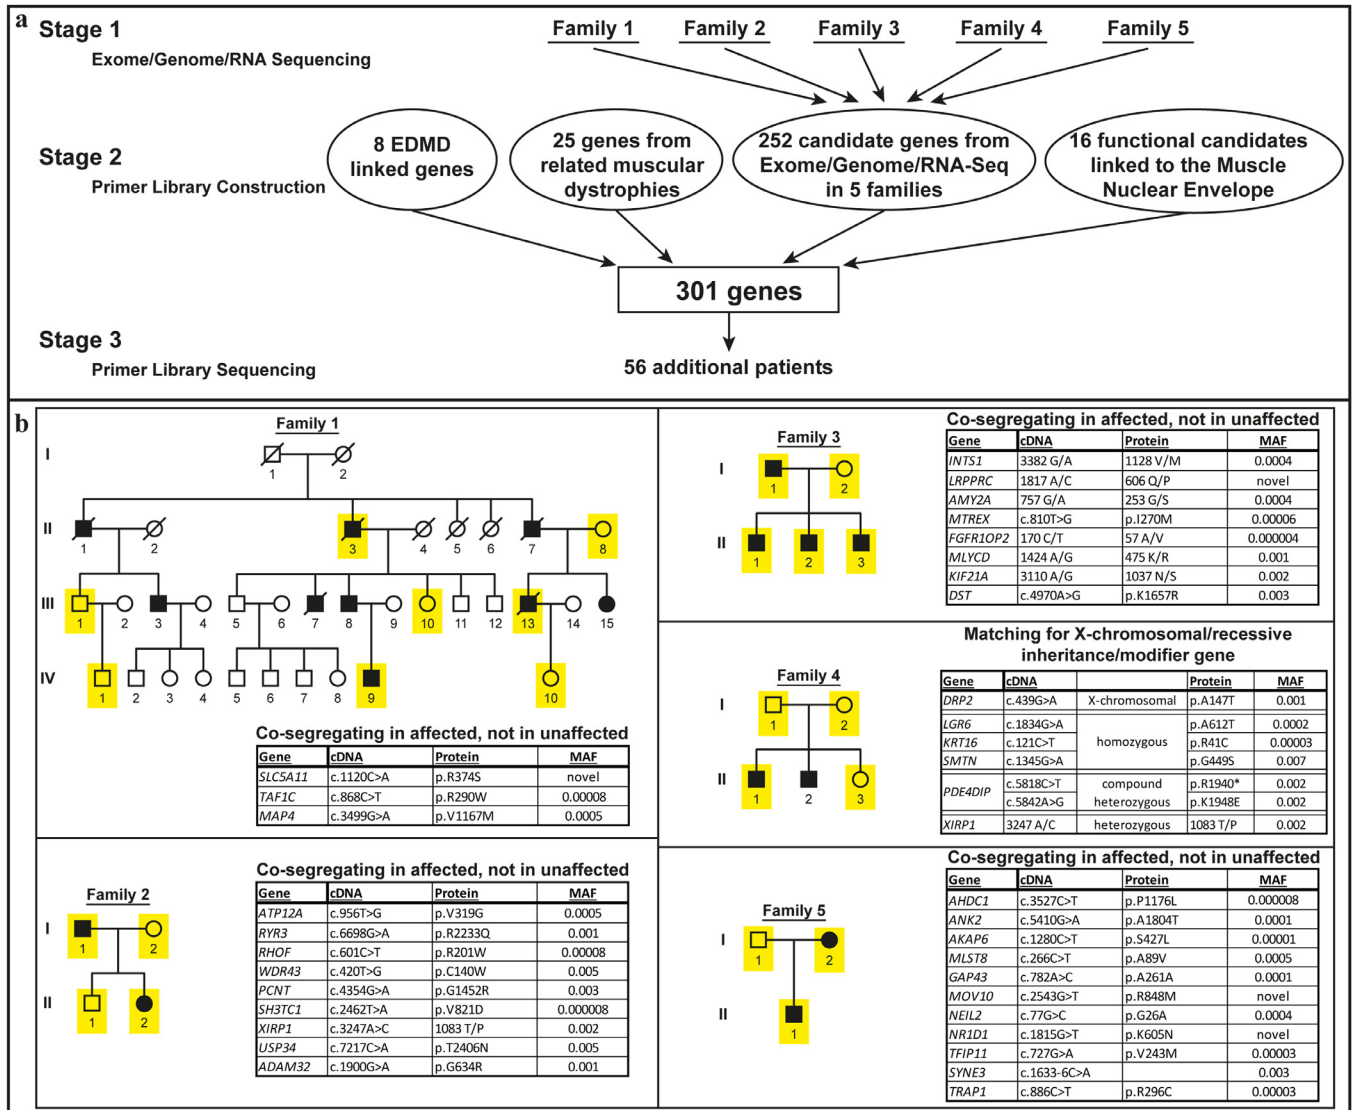 a
Stage 1
Exome/Genome/RNA Sequencing
Family 1 Family 2 Family 3 Family 4 Family 5
Stage 2
Primer Library Construction
8 EDMD
linked genes
25 genes from
related muscular
dystrophies
252 candidate genes from
Exome/Genome/RNA-Seq
in 5 families
16 functional candidates
linked to the Muscle
Nuclear Envelope
301 genes
Stage 3
Primer Library Sequencing
56 additional patients
b
Family 1
I
1 2
II
1 2 3 4 5 6 7 8
III
1 2 3 4 5 6 7 8 9 10 11 12 13 14 15
IV
1 2 3 4 5 6 7 8 9 10
Co-segregating in affected, not in unaffected
Gene cDNA Protein MAF
SLC5A11 c.1120C>A p.R374S novel
TAF1C c.868C>T p.R290W 0.00008
MAP4 c.3499G>A p.V1167M 0.0005
Family 2
I
1 2
II
1 2
Co-segregating in affected, not in unaffected
Gene cDNA Protein MAF
ATP12A c.956T>G p.V319G 0.0005
RYR3 c.6698G>A p.R2233Q 0.001
RHOF c.601C>T p.R201W 0.00008
WDR43 c.420T>G p.C140W 0.005
PCNT c.4354G>A p.G1452R 0.003
SH3TC1 c.2462T>A p.V821D 0.000008
XIRP1 c.3247A>C 1083 T/P 0.002
USP34 c.7217C>A p.T2406N 0.005
ADAM32 c.1900G>A p.G634R 0.001
Family 3
I
1 2
II
1 2 3
Co-segregating in affected, not in unaffected
Gene cDNA Protein MAF
INTS1 3382 G/A 1128 V/M 0.0004
LRPPRC 1817 A/C 606 Q/P novel
AMY2A 757 G/A 253 G/S 0.0004
MTREX c.810T>G p.I270M 0.00006
FGFR1OP2 170 C/T 57 A/V 0.000004
MLYCD 1424 A/G 475 K/R 0.001
KIF21A 3110 A/G 1037 N/S 0.002
DST c.4970A>G p.K1657R 0.003
Family 4
I
1 2
II
1 2 3
Matching for X-chromosomal/recessive
inheritance/modifier gene
Gene cDNA Protein MAF
DRP2 c.439G>A X-chromosomal p.A147T 0.001
LGR6 c.1834G>A p.A612T 0.0002
KRT16 c.121C>T homozygous p.R41C 0.00003
SMTN c.1345G>A p.G449S 0.007
PDE4DIP c.5818C>T compound p.R1940* 0.002
c.5842A>G heterozygous p.K1948E 0.002
XIRP1 3247 A/C heterozygous 1083 T/P 0.002
Family 5
I
1 2
II
1
Co-segregating in affected, not in unaffected
Gene cDNA Protein MAF
AHDC1 c.3527C>T p.P1176L 0.000008
ANK2 c.5410G>A p.A1804T 0.0001
AKAP6 c.1280C>T p.S427L 0.00001
MLST8 c.266C>T p.A89V 0.0005
GAP43 c.782A>C p.A261A 0.0001
MOV10 c.2543G>T p.R848M novel
NEIL2 c.77G>C p.G26A 0.0004
NR1D1 c.1815G>T p.K605N novel
TFIP11 c.727G>A p.V243M 0.00003
SYNE3 c.1633-6C>A 0.003
TRAP1 c.886C>T p.R296C 0.00003